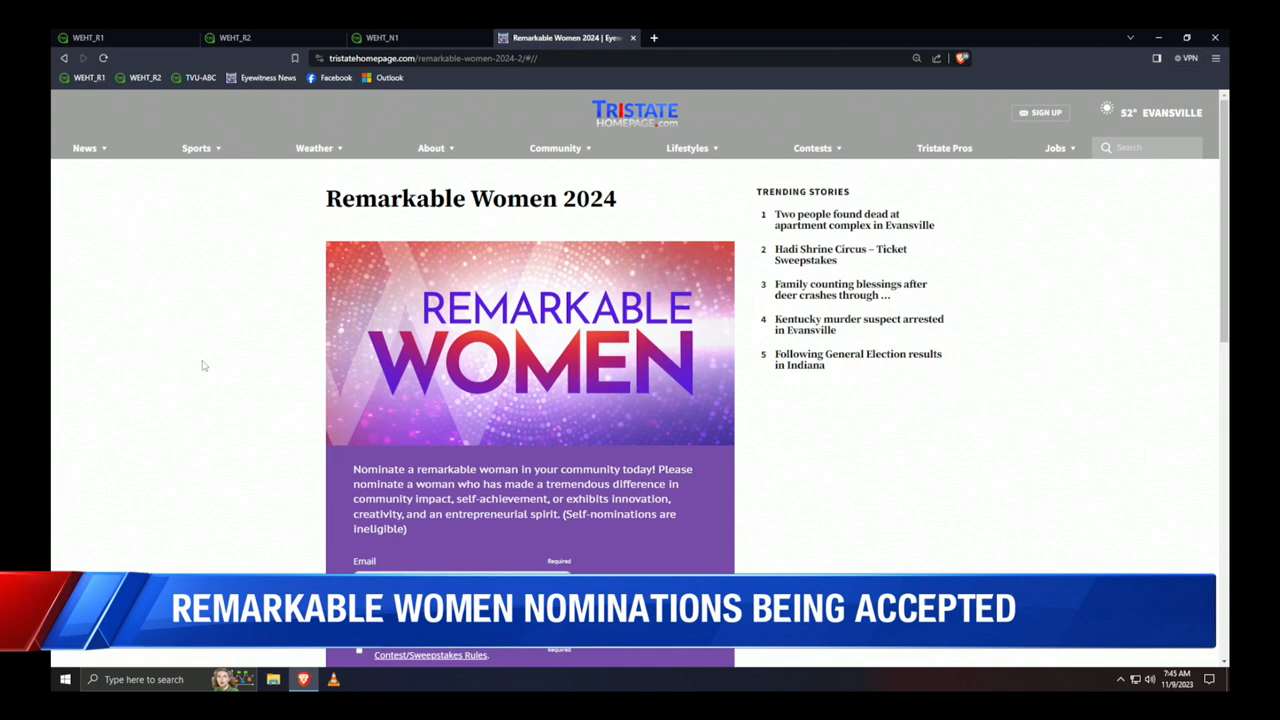 WEHT_R1
WEHT_R2
WEHT_N1
Remarkable Women 2024 | Eye
tristatehomepage.com/remarkable-women-2024-2/#//
VPN
WEHT_R1
WEHT_R2
TVU-ABC
Eyewitness News
Facebook
Outlook
TRISTATE
HOMEPAGE.com
SIGN UP
52° EVANSVILLE
News
Sports
Weather
About
Community
Lifestyles
Contests
Tristate Pros
Jobs
Search
Remarkable Women 2024
REMARKABLE
WOMEN
Nominate a remarkable woman in your community today! Please
nominate a woman who has made a tremendous difference in
community impact, self-achievement, or exhibits innovation,
creativity, and an entrepreneurial spirit. (Self-nominations are
ineligible)
Email
Required
TRENDING STORIES
1 Two people found dead at
apartment complex in Evansville
2 Hadi Shrine Circus – Ticket
Sweepstakes
3 Family counting blessings after
deer crashes through ...
4 Kentucky murder suspect arrested
in Evansville
5 Following General Election results
in Indiana
REMARKABLE WOMEN NOMINATIONS BEING ACCEPTED
Contest/Sweepstakes Rules.
Required
Type here to search
7:45 AM
11/9/2023